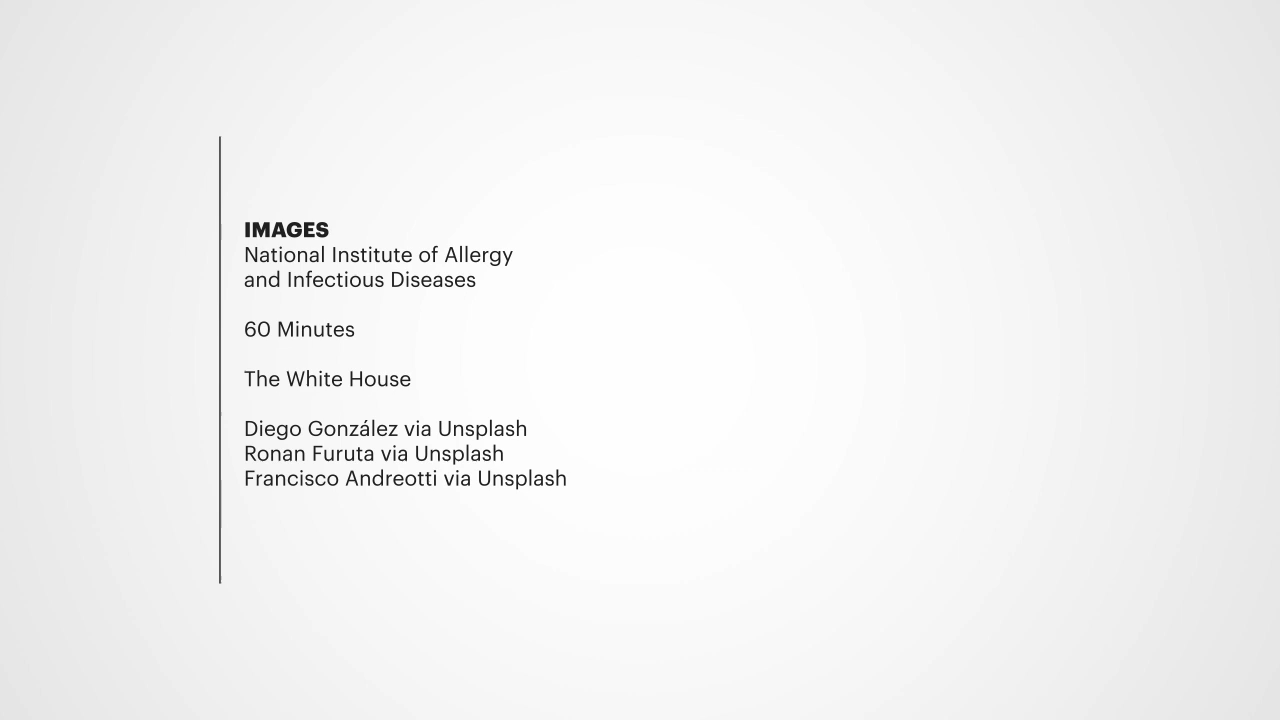 IMAGES
National Institute of Allergy
and Infectious Diseases
60 Minutes
The White House
Diego González via Unsplash
Ronan Furuta via Unsplash
Francisco Andreotti via Unsplash